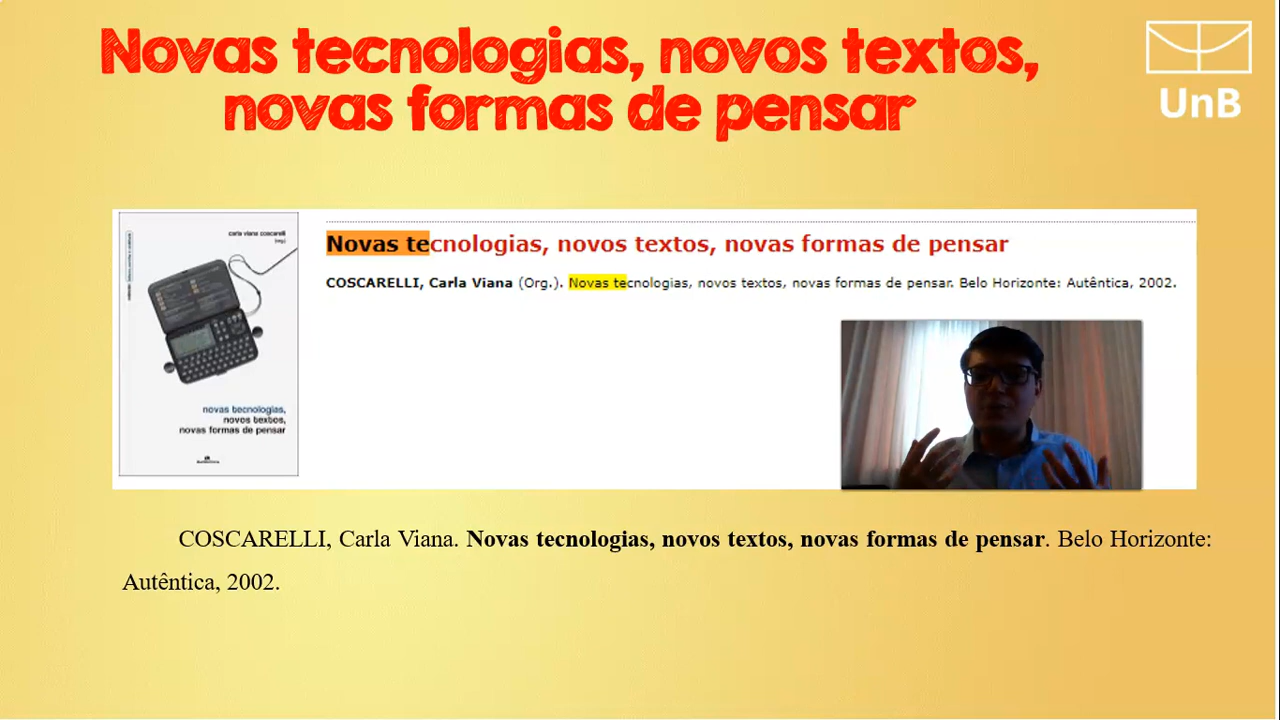 Novas tecnologias, novos textos,
novas formas de pensar
UnB
carla viana coscarelli
(org.)
novas tecnologias,
novos textos,
novas formas de pensar
Novas tecnologias, novos textos, novas formas de pensar
COSCARELLI, Carla Viana (Org.). Novas tecnologias, novos textos, novas formas de pensar. Belo Horizonte: Autêntica, 2002.
COSCARELLI, Carla Viana. Novas tecnologias, novos textos, novas formas de pensar. Belo Horizonte:
Autêntica, 2002.